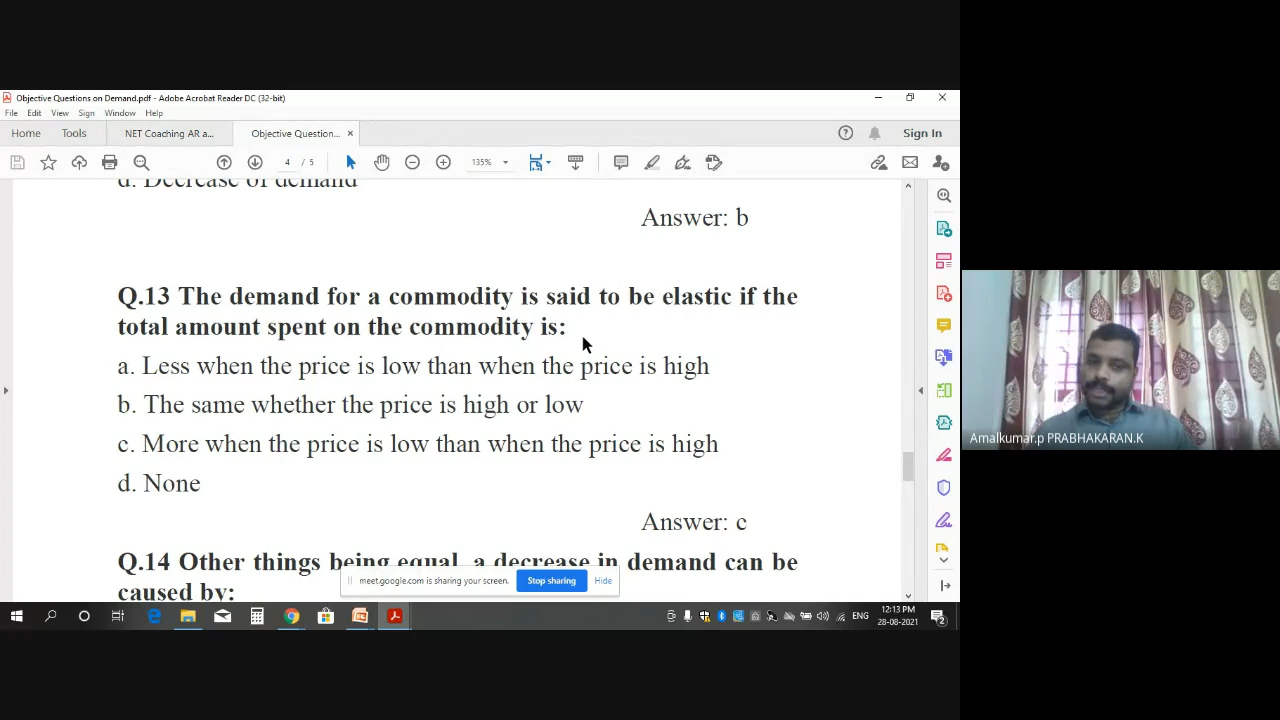 Objective Questions on Demand.pdf - Adobe Acrobat Reader DC (32-bit)
File Edit View Sign Window Help
Home Tools NET Coaching AR a... Objective Question... × Sign In
4 / 5 135%
d. Decrease of demand
Answer: b
Q.13 The demand for a commodity is said to be elastic if the
total amount spent on the commodity is:
a. Less when the price is low than when the price is high
b. The same whether the price is high or low
c. More when the price is low than when the price is high
d. None
Answer: c
Q.14 Other things being equal, a decrease in demand can be
caused by:
meet.google.com is sharing your screen. Stop sharing Hide
Amalkumar.p PRABHAKARAN.K
ENG 12:13 PM
28-08-2021 2